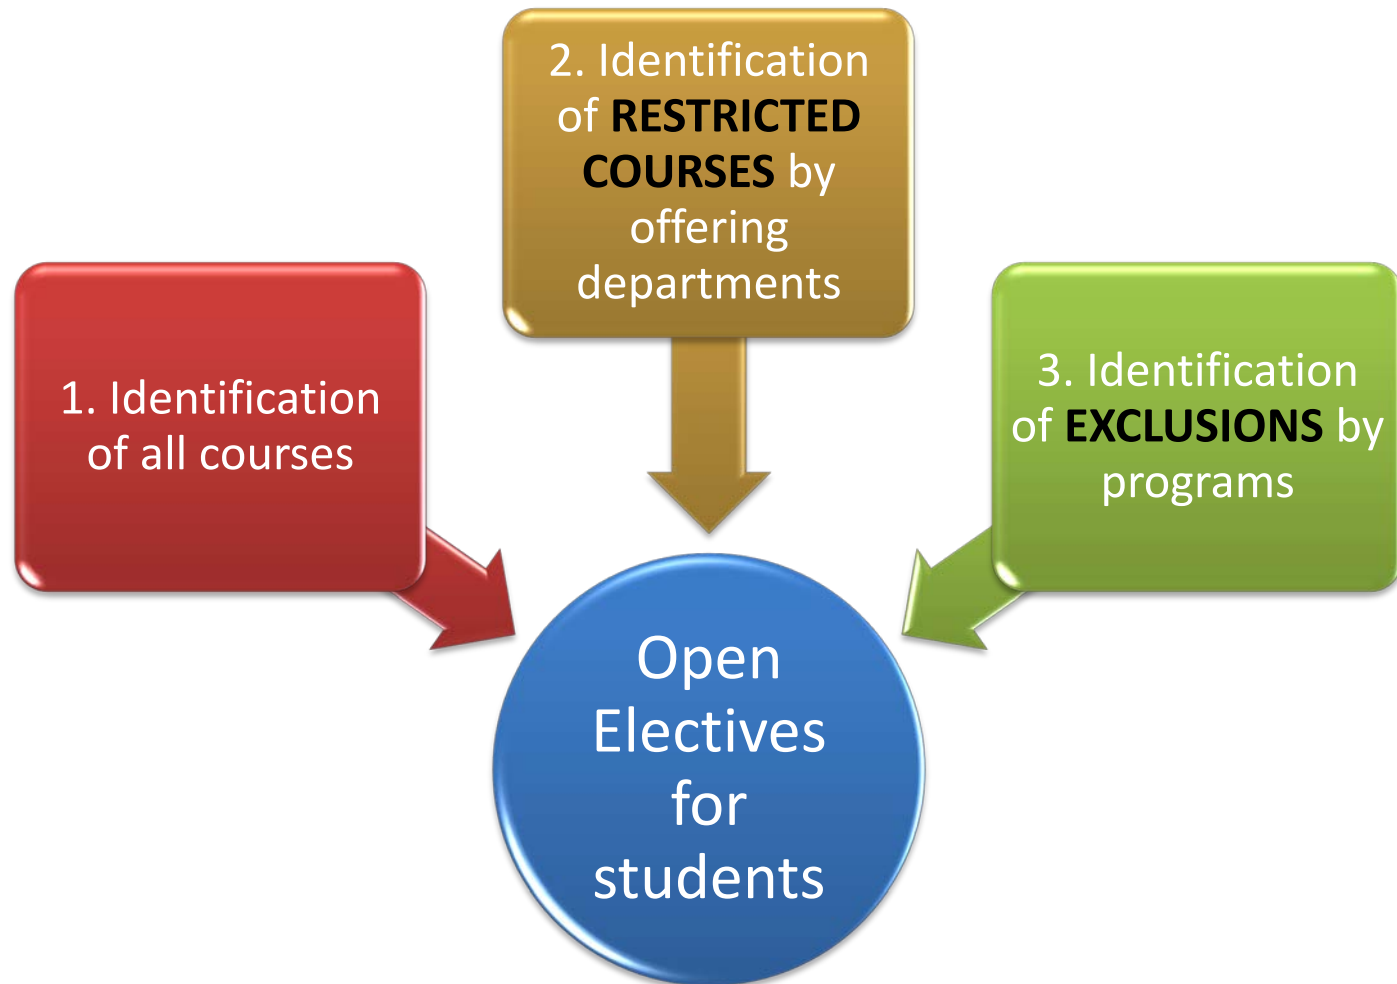 1. Identification
of all courses
2. Identification
of RESTRICTED
COURSES by
offering
departments
3. Identification
of EXCLUSIONS by
programs
Open
Electives
for
students